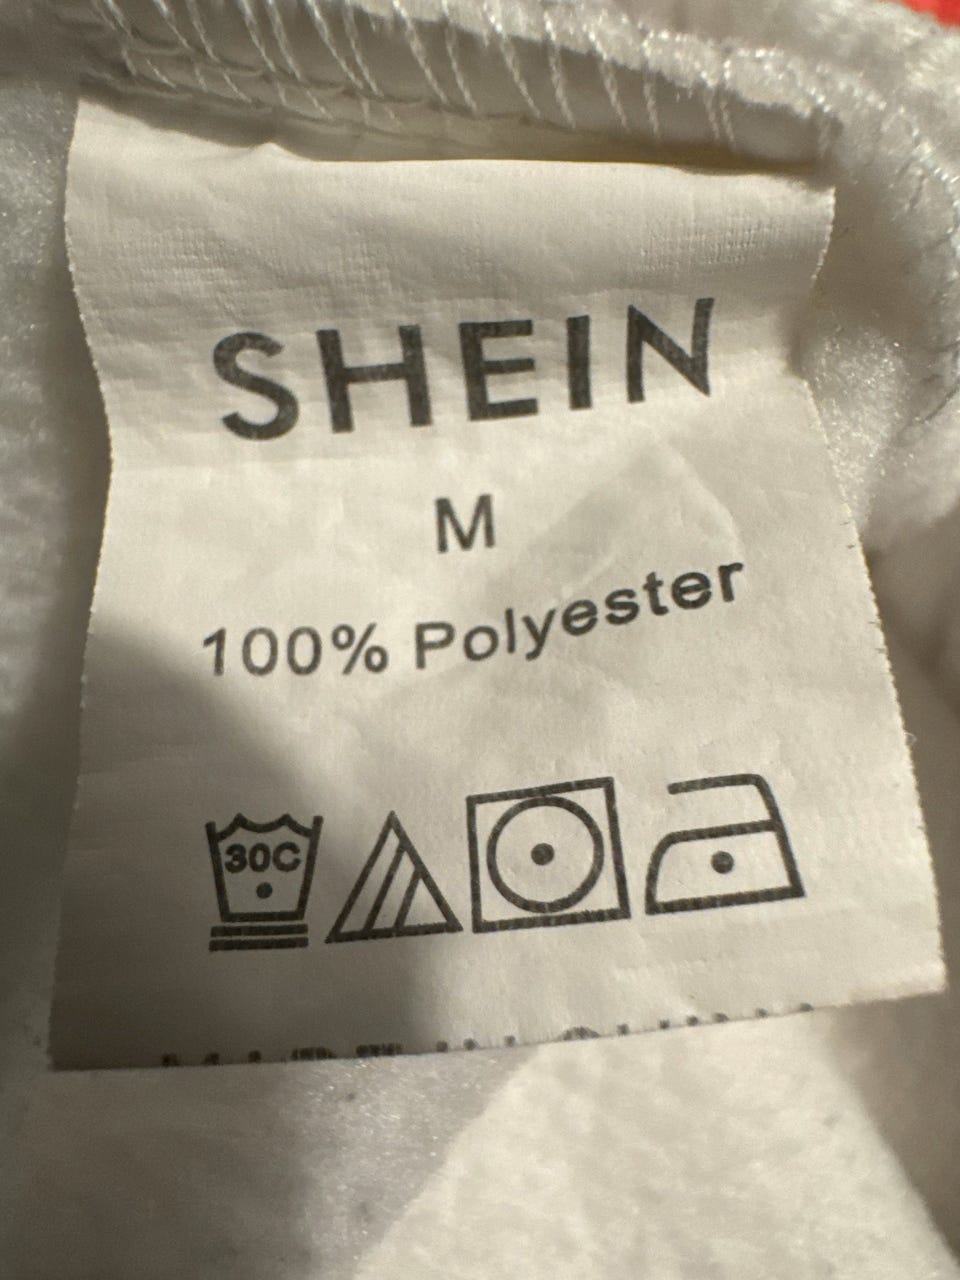 SHEIN
M
100% Polyester
30C